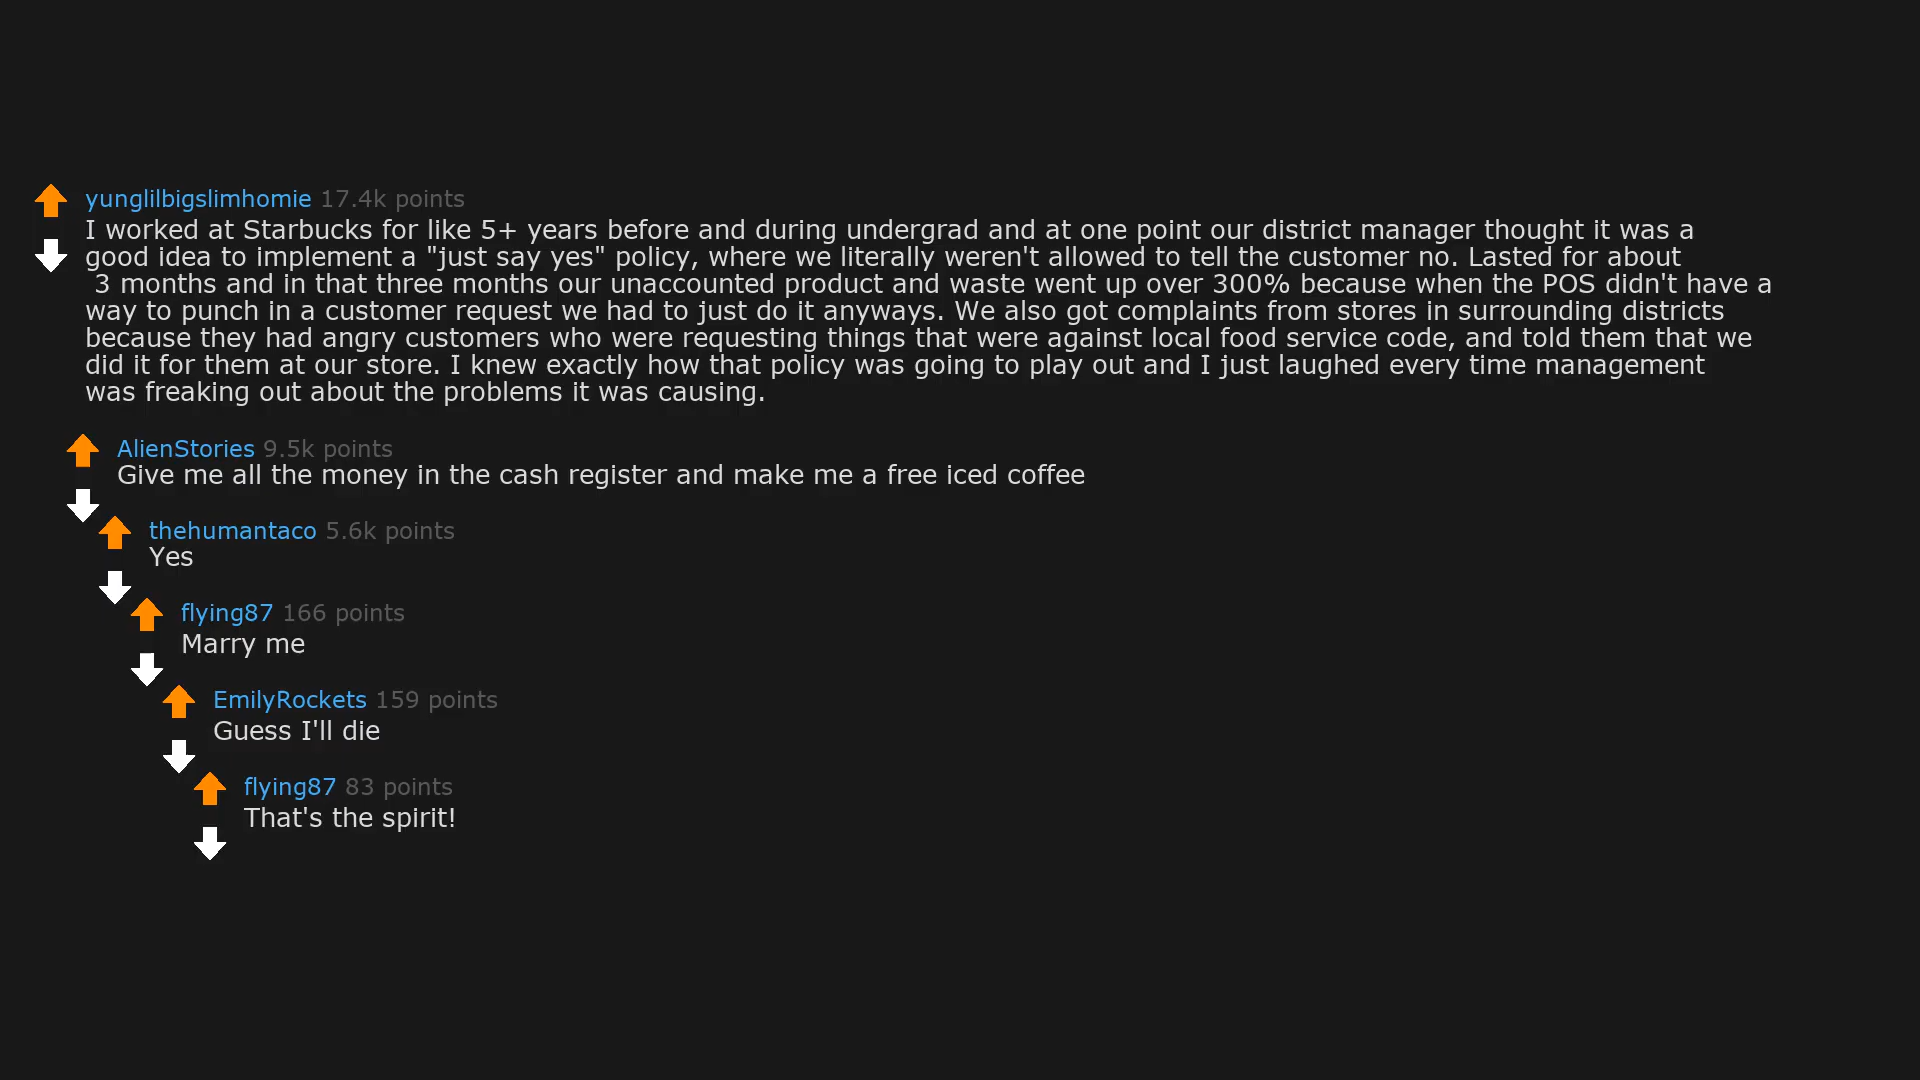 yunglilbigslimhomie 17.4k points
I worked at Starbucks for like 5+ years before and during undergrad and at one point our district manager thought it was a
good idea to implement a "just say yes" policy, where we literally weren't allowed to tell the customer no. Lasted for about
3 months and in that three months our unaccounted product and waste went up over 300% because when the POS didn't have a
way to punch in a customer request we had to just do it anyways. We also got complaints from stores in surrounding districts
because they had angry customers who were requesting things that were against local food service code, and told them that we
did it for them at our store. I knew exactly how that policy was going to play out and I just laughed every time management
was freaking out about the problems it was causing.
AlienStories 9.5k points
Give me all the money in the cash register and make me a free iced coffee
thehumantaco 5.6k points
Yes
flying87 166 points
Marry me
EmilyRockets 159 points
Guess I'll die
flying87 83 points
That's the spirit!